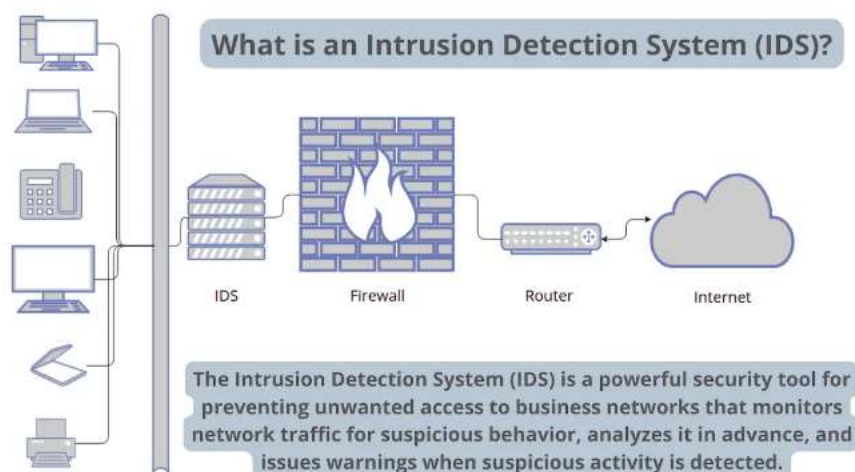 What is an Intrusion Detection System (IDS)?
IDS
Firewall
Router
Internet
The Intrusion Detection System (IDS) is a powerful security tool for
preventing unwanted access to business networks that monitors
network traffic for suspicious behavior, analyzes it in advance, and
issues warnings when suspicious activity is detected.